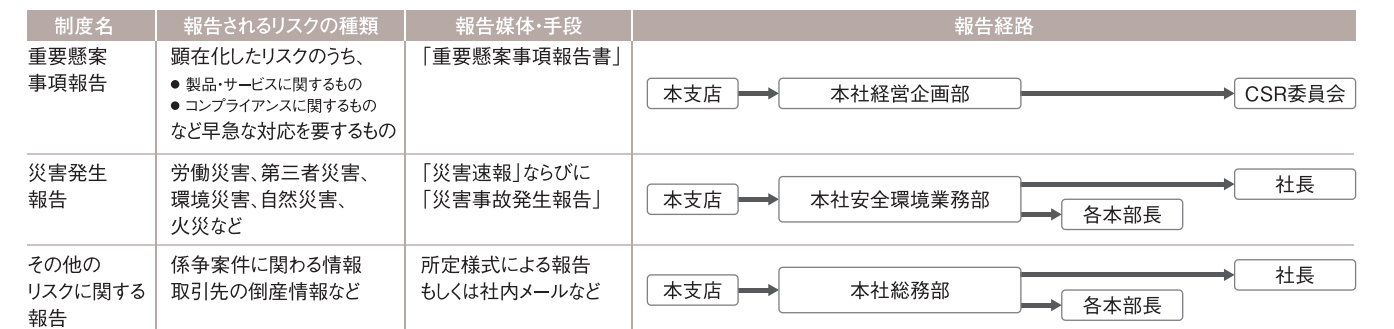 制度名 報告されるリスクの種類 報告媒体・手段 報告経路
重要懸案
事項報告
顕在化したリスクのうち、
● 製品・サービスに関するもの
● コンプライアンスに関するもの
など早急な対応を要するもの
「重要懸案事項報告書」
本支店 本社経営企画部 CSR委員会
災害発生
報告
労働災害、第三者災害、
環境災害、自然災害、
火災など
「災害速報」ならびに
「災害事故発生報告」
本支店 本社安全環境業務部 社長
各本部長
その他の
リスクに関する
報告
係争案件に関わる情報
取引先の倒産情報など
所定様式による報告
もしくは社内メールなど
本支店 本社総務部 社長
各本部長